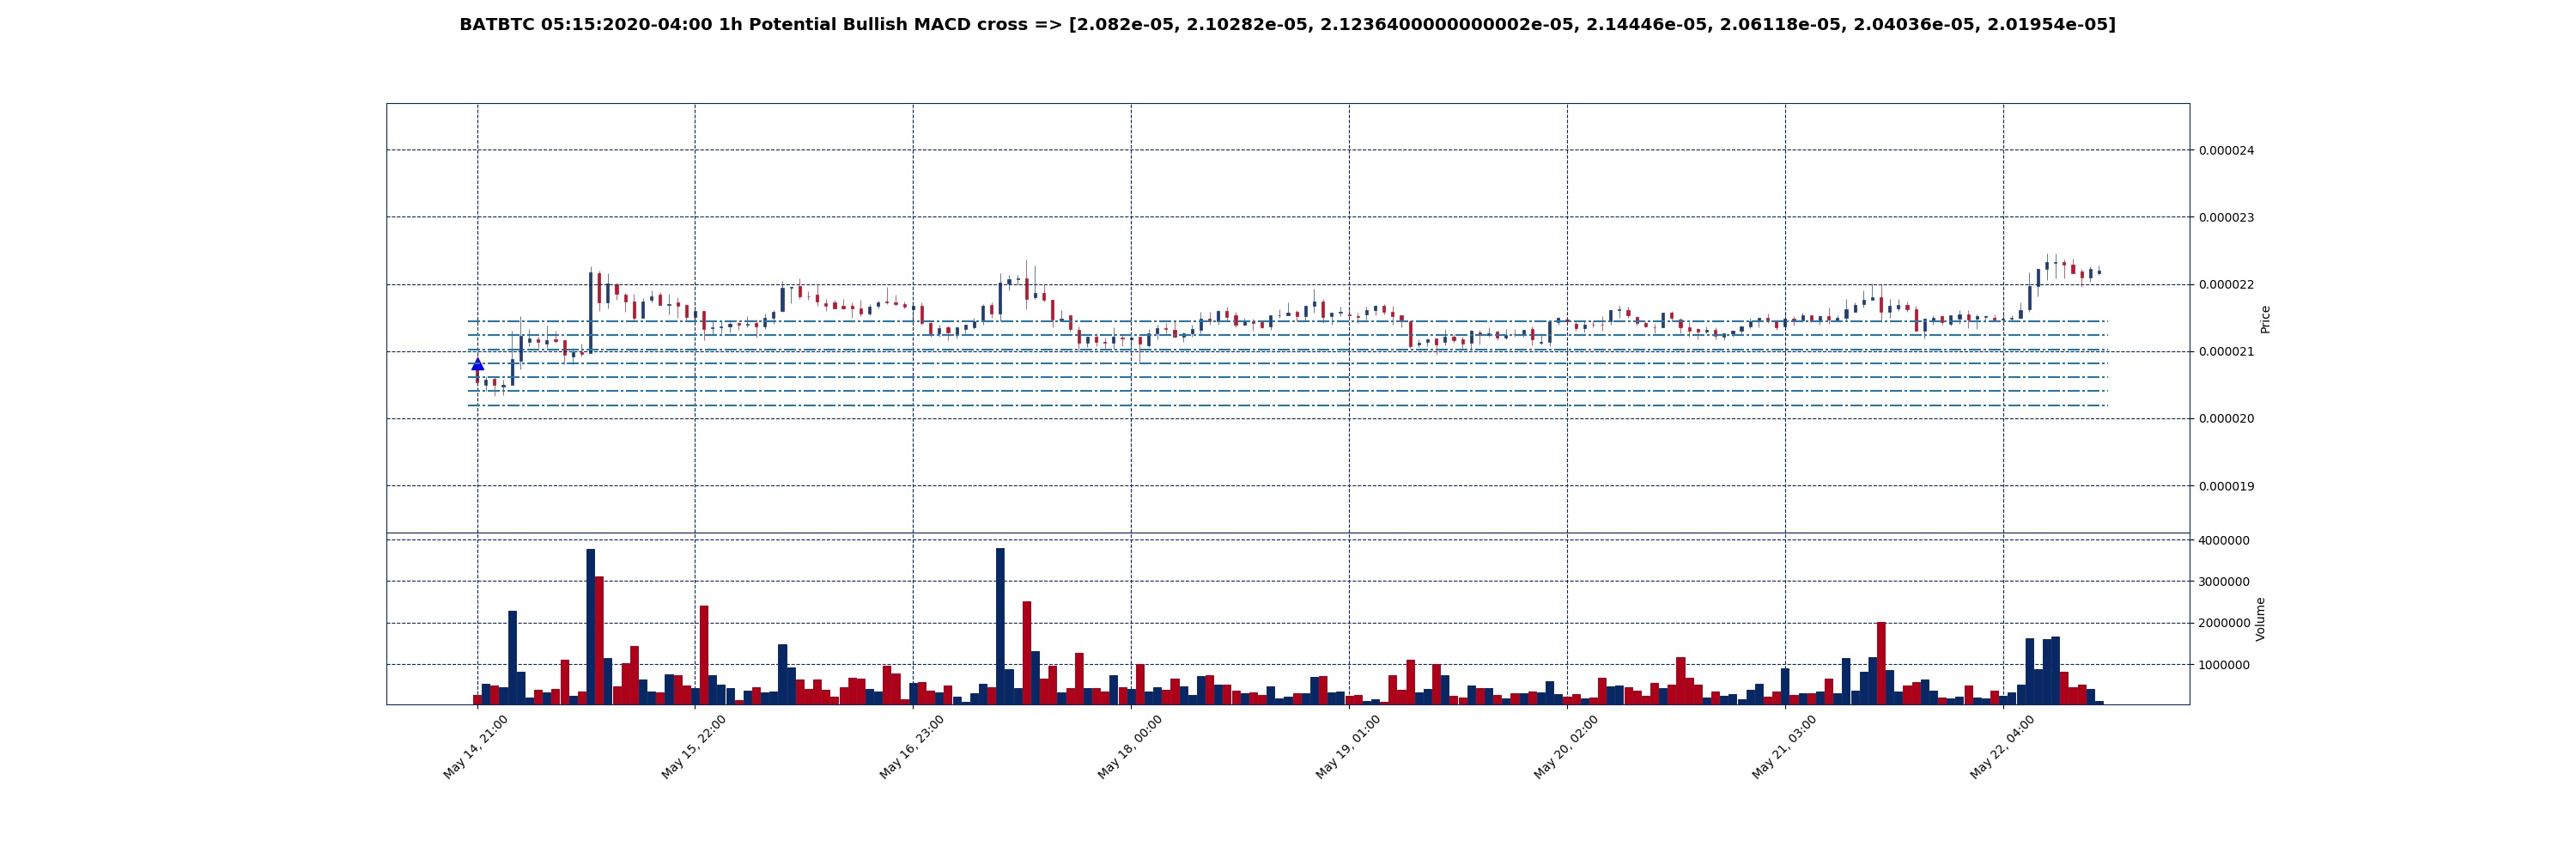 BATBTC 05:15:2020-04:00 1h Potential Bullish MACD cross => [2.082e-05, 2.10282e-05, 2.1236400000000002e-05, 2.14446e-05, 2.06118e-05, 2.04036e-05, 2.01954e-05]
0.000024
0.000023
0.000022
0.000021
0.000020
0.000019
Price
4000000
3000000
2000000
1000000
Volume
May 14, 21:00
May 15, 22:00
May 16, 23:00
May 18, 00:00
May 19, 01:00
May 20, 02:00
May 21, 03:00
May 22, 04:00